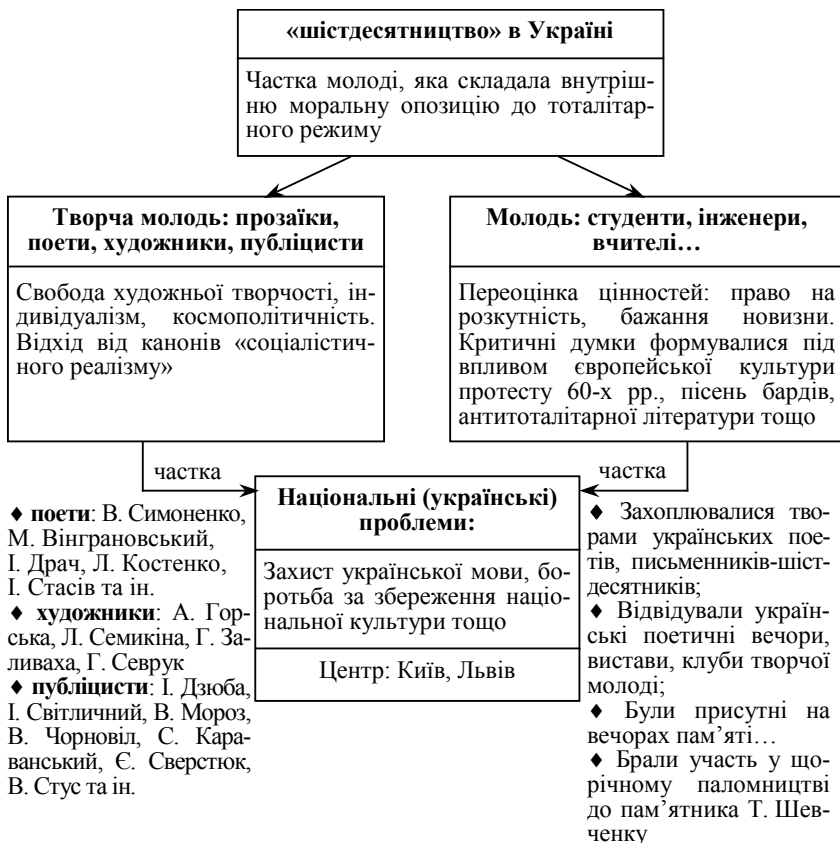 «шістдесятництво» в Україні
Частка молоді, яка складала внутріш-
ню моральну опозицію до тоталітар-
ного режиму
Творча молодь: прозаїки,
поети, художники, публіцисти
Свобода художньої творчості, ін-
дивідуалізм, космополітичність.
Відхід від канонів «соціалістич-
ного реалізму»
Молодь: студенти, інженери,
вчителі…
Переоцінка цінностей: право на
розкутність, бажання новизни.
Критичні думки формувалися під
впливом європейської культури
протесту 60-х рр., пісень бардів,
антитоталітарної літератури тощо
частка
частка
♦ поети: В. Симоненко,
М. Вінграновський,
І. Драч, Л. Костенко,
І. Стасів та ін.
♦ художники: А. Гор-
ська, Л. Семикіна, Г. За-
ливаха, Г. Севрук
♦ публіцисти: І. Дзюба,
І. Світличний, В. Мороз,
В. Чорновіл, С. Кара-
ванський, Є. Сверстюк,
В. Стус та ін.
Національні (українські)
проблеми:
Захист української мови, бо-
ротьба за збереження націо-
нальної культури тощо
Центр: Київ, Львів
♦ Захоплювалися тво-
рами українських пое-
тів, письменників-шіст-
десятників;
♦ Відвідували україн-
ські поетичні вечори,
вистави, клуби творчої
молоді;
♦ Були присутні на
вечорах пам’яті…
♦ Брали участь у що-
річному паломництві
до пам’ятника Т. Шев-
ченку